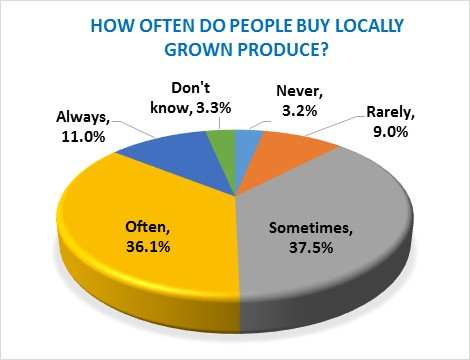 HOW OFTEN DO PEOPLE BUY LOCALLY
GROWN PRODUCE?
Don't
know, 3.3%
Never,
3.2%
Always,
11.0%
Rarely,
9.0%
Often,
36.1%
Sometimes,
37.5%